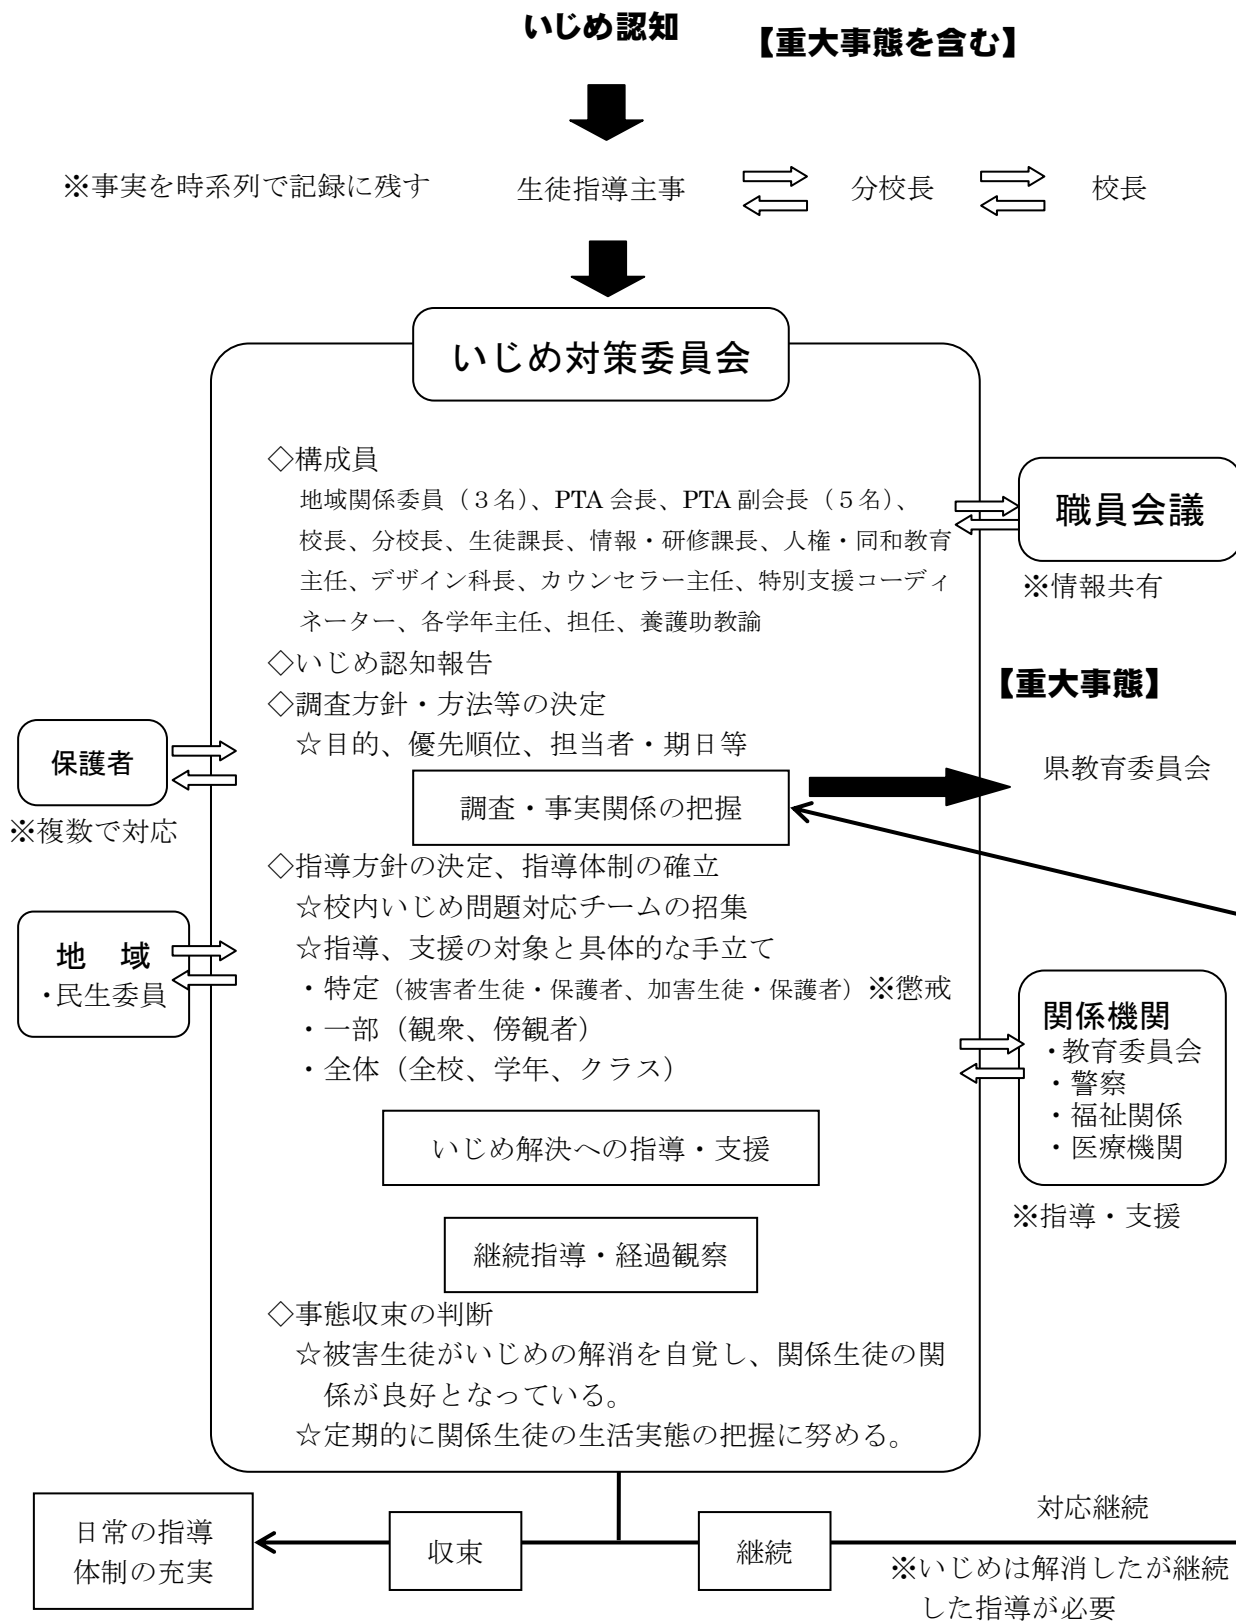 いじめ認知 【重大事態を含む】
※事実を時系列で記録に残す 生徒指導主事 分校長 校長
いじめ対策委員会
◇構成員
地域関係委員（３名）、PTA 会長、PTA 副会長（５名）、
校長、分校長、生徒課長、情報・研修課長、人権・同和教育
主任、デザイン科長、カウンセラー主任、特別支援コーディ
ネーター、各学年主任、担任、養護助教諭
職員会議
※情報共有
◇いじめ認知報告
◇調査方針・方法等の決定
☆目的、優先順位、担当者・期日等
【重大事態】
県教育委員会
保護者
※複数で対応
調査・事実関係の把握
◇指導方針の決定、指導体制の確立
☆校内いじめ問題対応チームの招集
☆指導、支援の対象と具体的な手立て
・特定（被害者生徒・保護者、加害生徒・保護者）※懲戒
・一部（観衆、傍観者）
・全体（全校、学年、クラス）
地　域
・民生委員
関係機関
・教育委員会
・警察
・福祉関係
・医療機関
※指導・支援
いじめ解決への指導・支援
継続指導・経過観察
◇事態収束の判断
☆被害生徒がいじめの解消を自覚し、関係生徒の関
係が良好となっている。
☆定期的に関係生徒の生活実態の把握に努める。
日常の指導
体制の充実
収束
継続
対応継続
※いじめは解消したが継続
した指導が必要